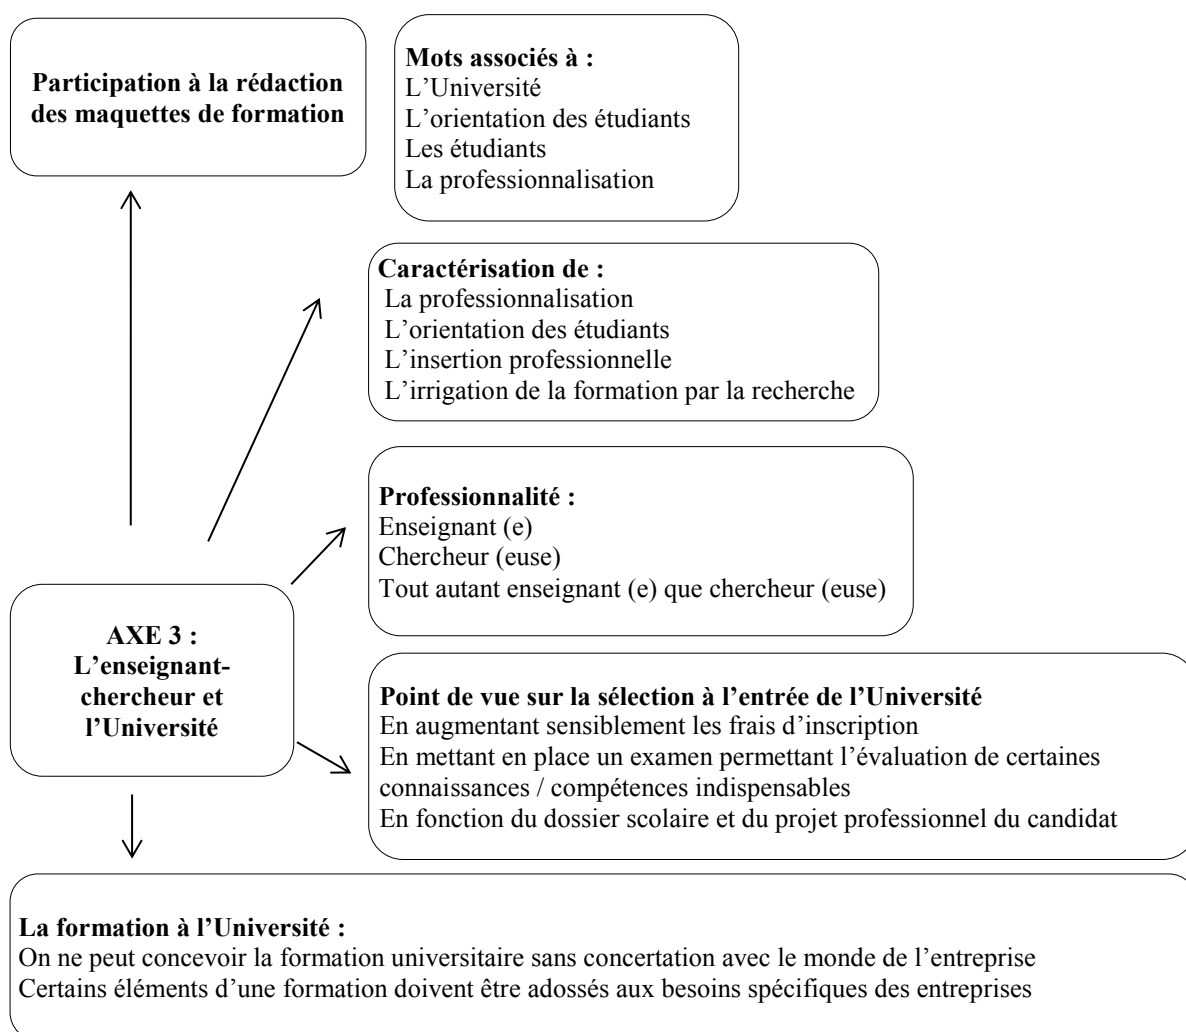 Participation à la rédaction
des maquettes de formation
Mots associés à :
L’Université
L’orientation des étudiants
Les étudiants
La professionnalisation
Caractérisation de :
La professionnalisation
L’orientation des étudiants
L’insertion professionnelle
L’irrigation de la formation par la recherche
Professionnalité :
Enseignant (e)
Chercheur (euse)
Tout autant enseignant (e) que chercheur (euse)
AXE 3 :
L’enseignant-
chercheur et
l’Université
Point de vue sur la sélection à l’entrée de l’Université
En augmentant sensiblement les frais d’inscription
En mettant en place un examen permettant l’évaluation de certaines
connaissances / compétences indispensables
En fonction du dossier scolaire et du projet professionnel du candidat
La formation à l’Université :
On ne peut concevoir la formation universitaire sans concertation avec le monde de l’entreprise
Certains éléments d’une formation doivent être adossés aux besoins spécifiques des entreprises